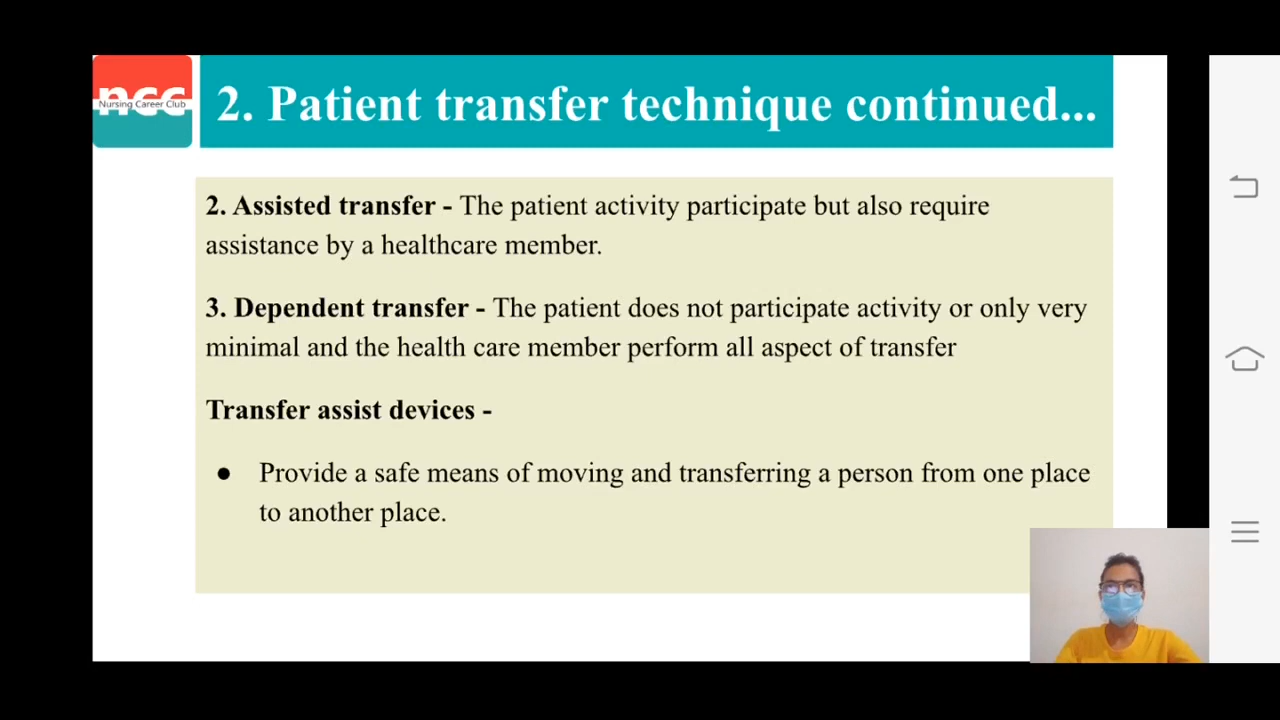 ncc
Nursing Career Club
2. Patient transfer technique continued...
2. Assisted transfer - The patient activity participate but also require
assistance by a healthcare member.
3. Dependent transfer - The patient does not participate activity or only very
minimal and the health care member perform all aspect of transfer
Transfer assist devices -
● Provide a safe means of moving and transferring a person from one place
to another place.